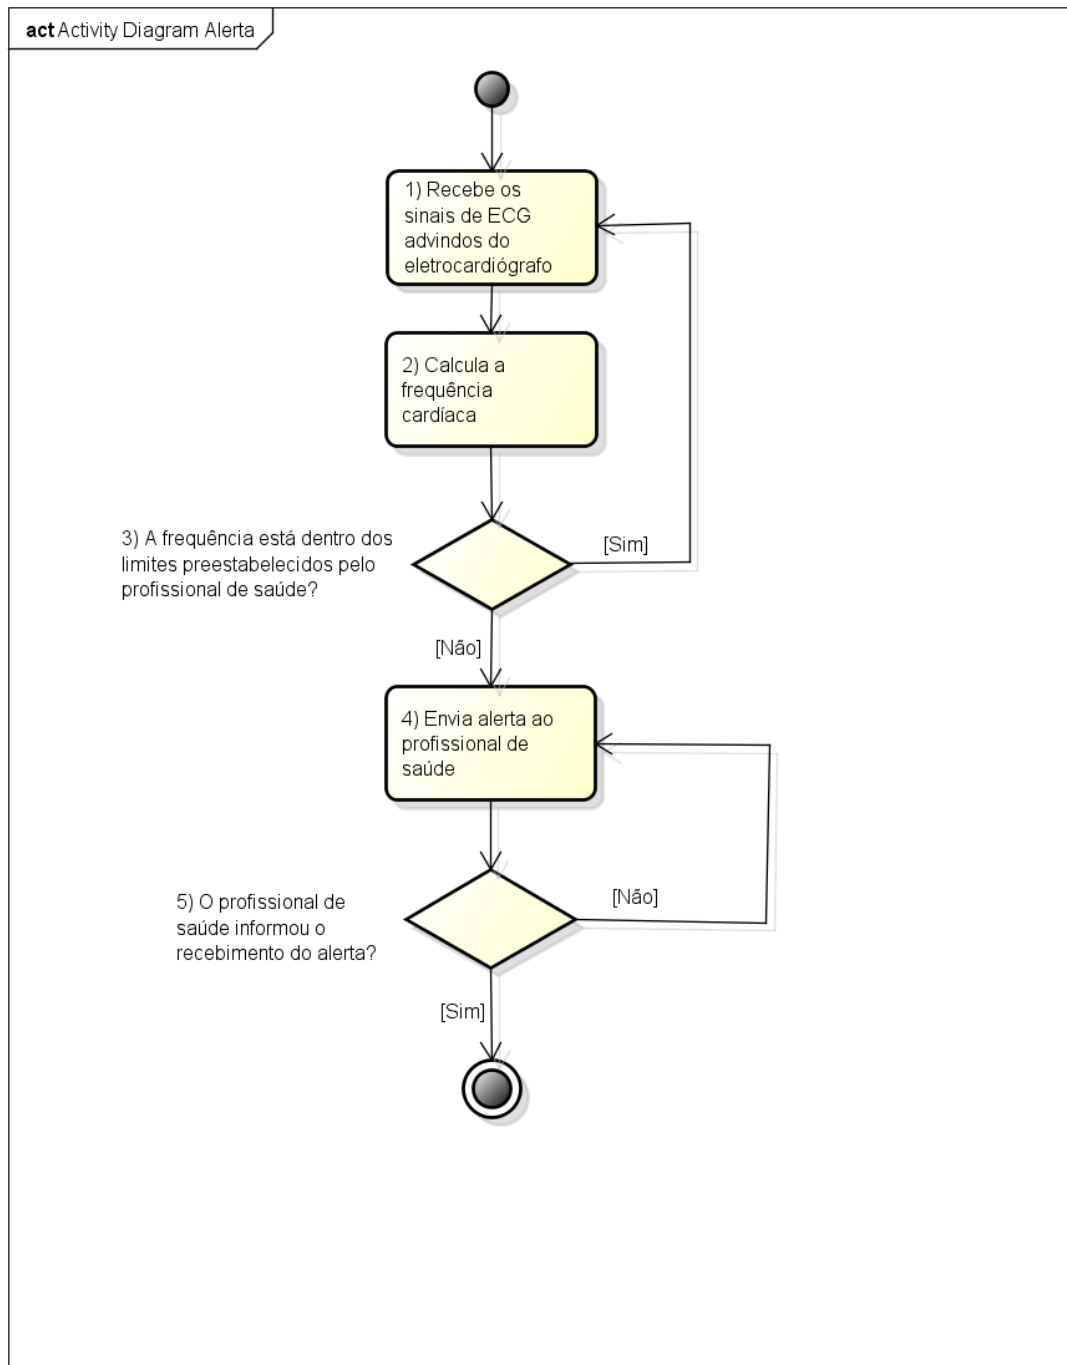 act Activity Diagram Alerta
1) Recebe os
sinais de ECG
advindos do
eletrocardiógrafo
2) Calcula a
frequência
cardíaca
3) A frequência está dentro dos
limites preestabelecidos pelo
profissional de saúde?
[Sim]
[Não]
4) Envia alerta ao
profissional de
saúde
5) O profissional de
saúde informou o
recebimento do alerta?
[Não]
[Sim]